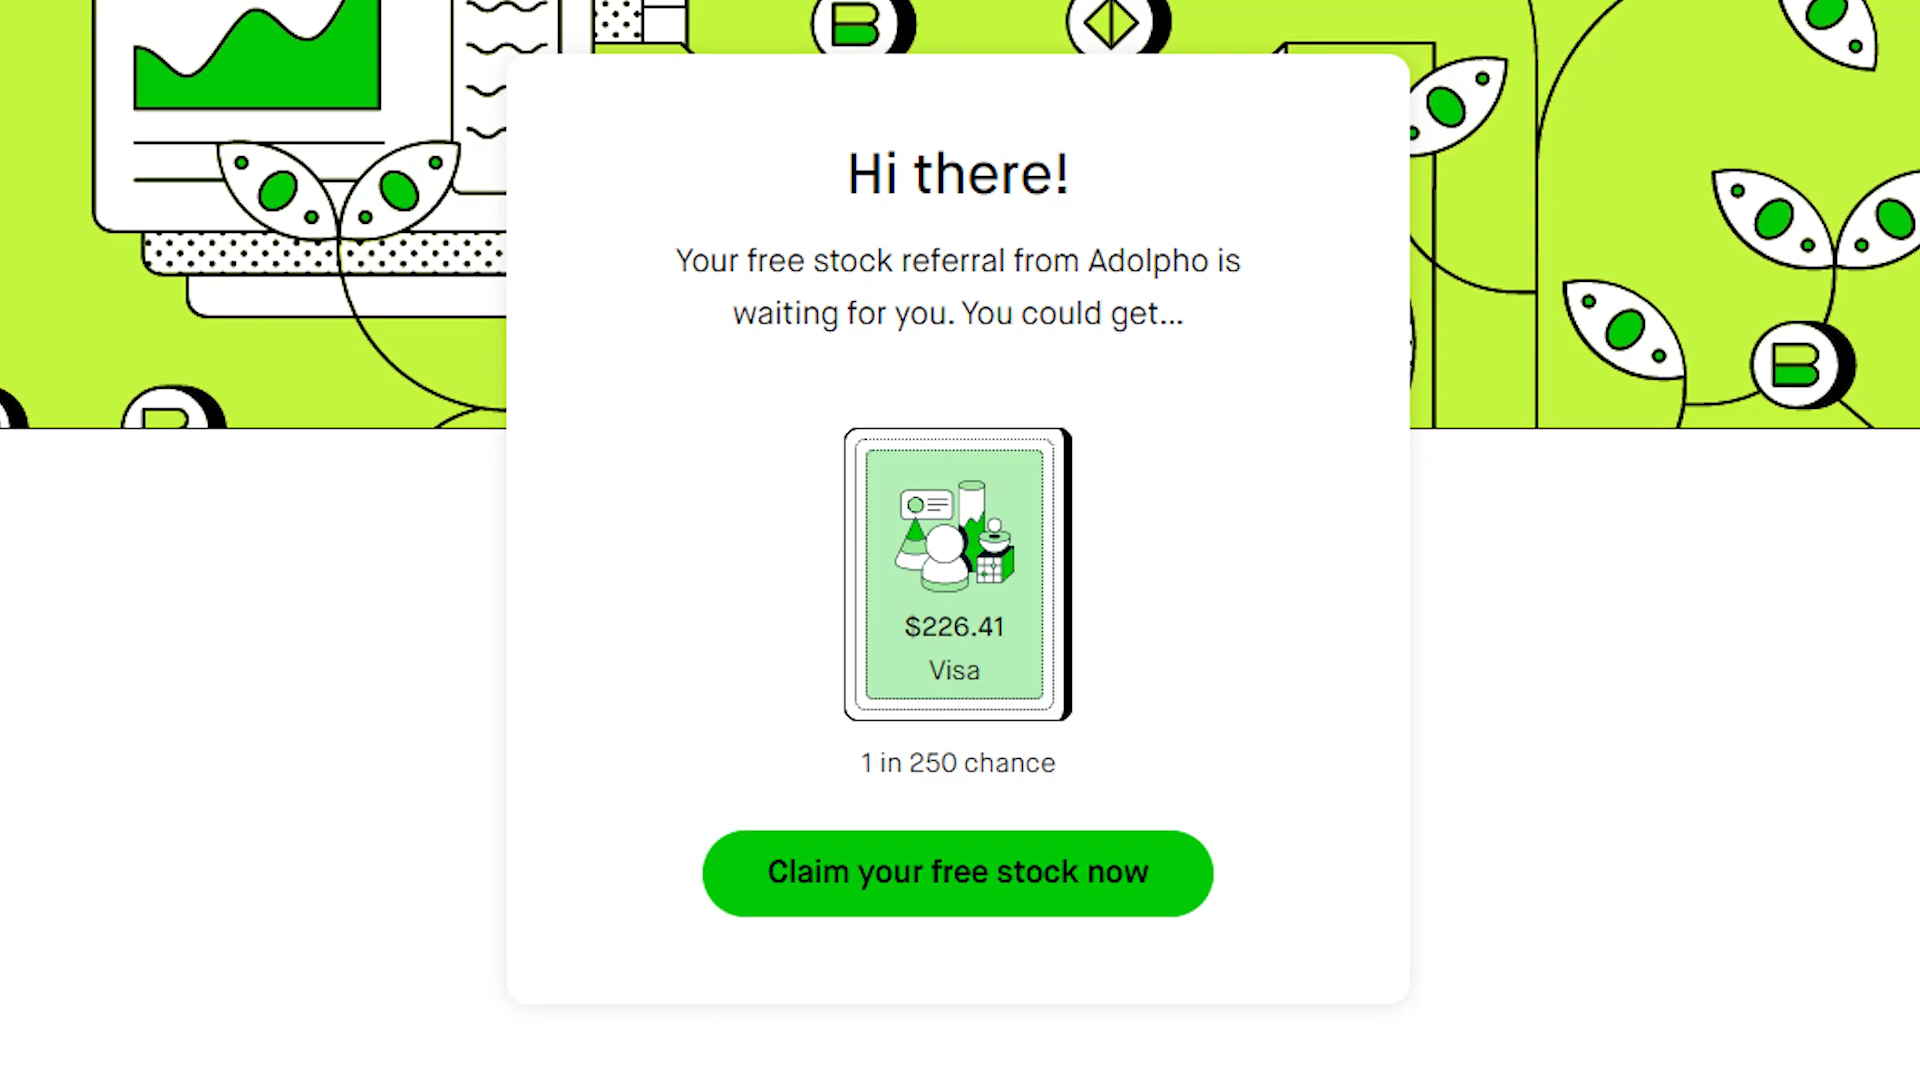 Hi there!
Your free stock referral from Adolpho is
waiting for you. You could get...
$226.41
Visa
1 in 250 chance
Claim your free stock now